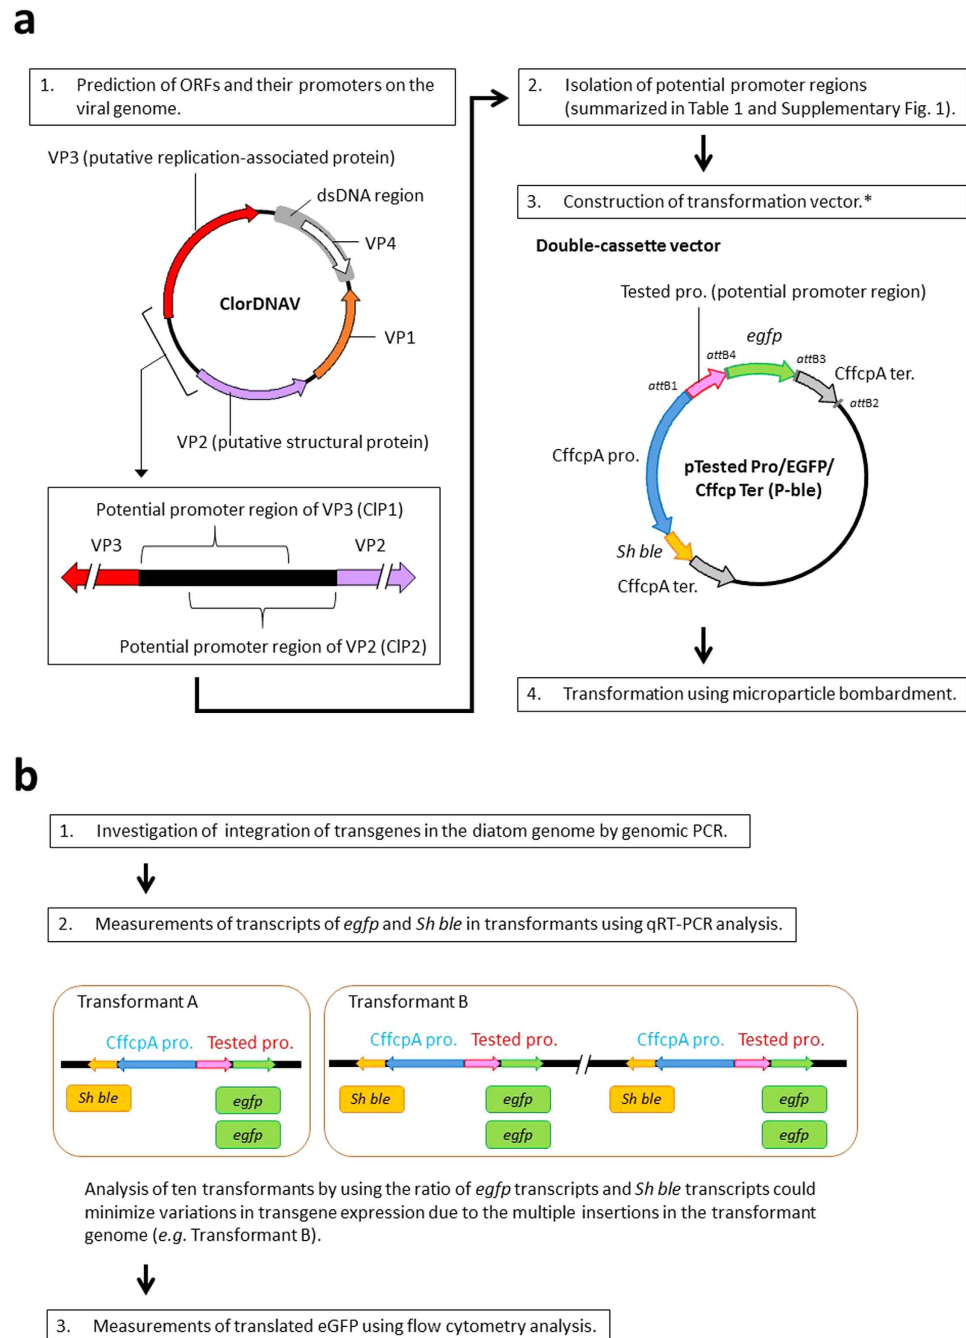 a
1. Prediction of ORFs and their promoters on the
viral genome.
VP3 (putative replication-associated protein)
dsDNA region
VP4
ClorDNAV
VP1
VP2 (putative structural protein)
Potential promoter region of VP3 (ClP1)
VP3
VP2
Potential promoter region of VP2 (ClP2)
2. Isolation of potential promoter regions
(summarized in Table 1 and Supplementary Fig. 1).
3. Construction of transformation vector.*
Double-cassette vector
Tested pro. (potential promoter region)
egfp
attB4
attB3
CffcpA ter.
attB1
attB2
CffcpA pro.
pTested Pro/EGFP/
Cffcp Ter (P-ble)
Sh ble
CffcpA ter.
4. Transformation using microparticle bombardment.
b
1. Investigation of integration of transgenes in the diatom genome by genomic PCR.
2. Measurements of transcripts of egfp and Sh ble in transformants using qRT-PCR analysis.
Transformant A
CffcpA pro. Tested pro.
Sh ble
egfp
egfp
Transformant B
CffcpA pro. Tested pro.
CffcpA pro. Tested pro.
Sh ble
egfp
Sh ble
egfp
egfp
egfp
Analysis of ten transformants by using the ratio of egfp transcripts and Sh ble transcripts could
minimize variations in transgene expression due to the multiple insertions in the transformant
genome (e.g. Transformant B).
3. Measurements of translated eGFP using flow cytometry analysis.